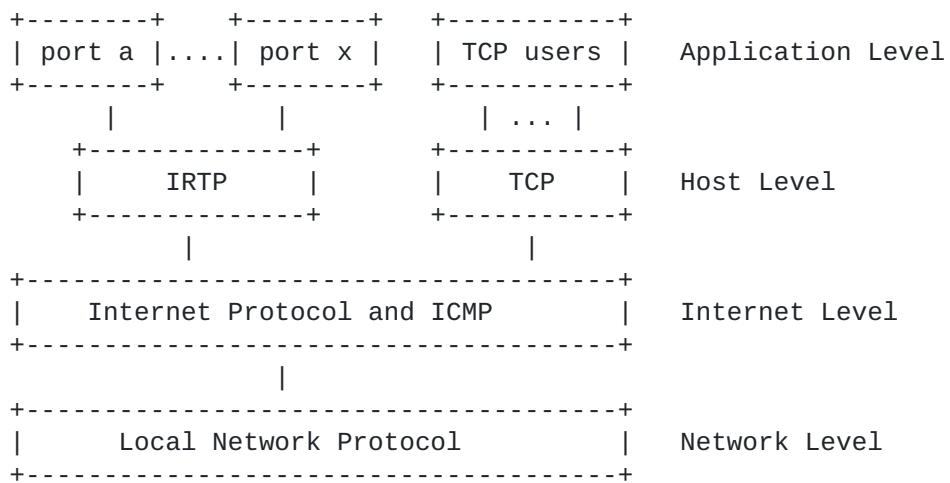 port a .... port x TCP users Application Level
...
IRTP TCP Host Level
Internet Protocol and ICMP Internet Level
Local Network Protocol Network Level